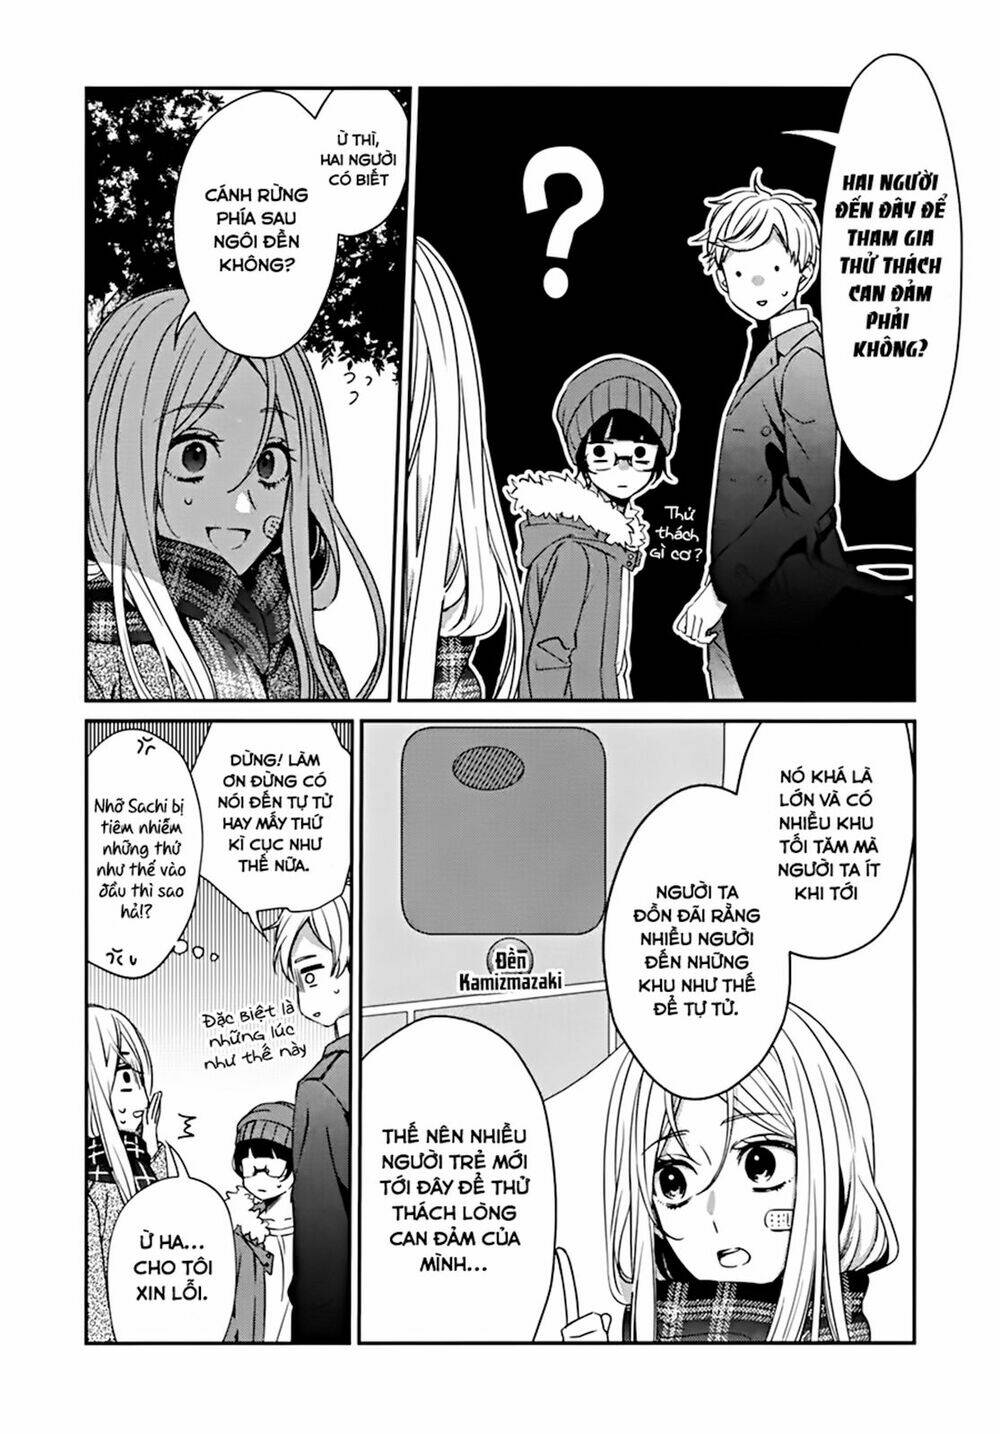 HAI NGƯỜI
ĐẾN ĐÂY ĐỂ
THAM GIA
THỬ THÁCH
CAN ĐẢM
PHẢI
KHÔNG?
?
Thử
thách
Gì cơ?
Ừ THÌ,
HAI NGƯỜI
CÓ BIẾT
CÁNH RỪNG
PHÍA SAU
NGÔI ĐỀN
KHÔNG?
NÓ KHÁ LÀ
LỚN VÀ CÓ
NHIỀU KHU
TỐI TĂM MÀ
NGƯỜI TA ÍT
KHI TỚI
NGƯỜI TA
ĐỒN ĐÃI RẰNG
NHIỀU NGƯỜI
ĐẾN NHỮNG
KHU NHƯ THẾ
ĐỂ TỰ TỬ.
Đền
Kamizmazaki
THẾ NÊN NHIỀU
NGƯỜI TRẺ MỚI
TỚI ĐÂY ĐỂ THỬ
THÁCH LÒNG
CAN ĐẢM CỦA
MÌNH...
DỪNG! LÀM
ƠN ĐỪNG CÓ
NÓI ĐẾN TỰ TỬ
HAY MẤY THỨ
KÌ CỤC NHƯ
THẾ NỮA.
Nhỡ Sachi bị
tiêm nhiễm
những thứ
như thế vào
đầu thì sao
hả!?
Đặc Biệt là
những lúc
như thế này
Ừ HA...
CHO TÔI
XIN LỖI.